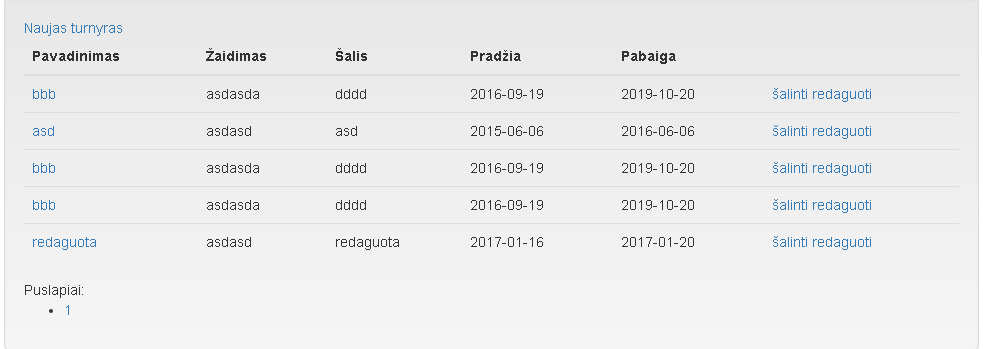 Naujas turnyras
Pavadinimas Žaidimas Šalis Pradžia Pabaiga
bbb asdasda dddd 2016-09-19 2019-10-20 šalinti redaguoti
asd asdasd asd 2015-06-06 2016-06-06 šalinti redaguoti
bbb asdasda dddd 2016-09-19 2019-10-20 šalinti redaguoti
bbb asdasda dddd 2016-09-19 2019-10-20 šalinti redaguoti
redaguota asdasd redaguota 2017-01-16 2017-01-20 šalinti redaguoti
Puslapiai:
• 1